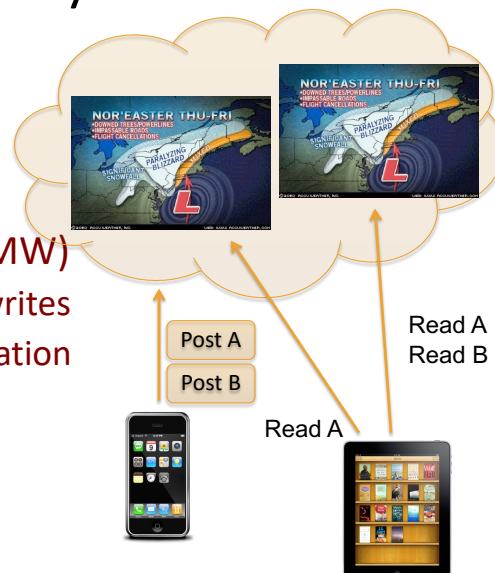 y
NOR'EASTER THU-FRI
•DOWNED TREES/POWERLINES
•IMPASSABLE ROADS
•FLIGHT CANCELLATIONS
PARALYZING
BLIZZARD
SIGNIFICANT
SNOWFALL
L
NOR'EASTER THU-FRI
•DOWNED TREES/POWERLINES
•IMPASSABLE ROADS
•FLIGHT CANCELLATIONS
PARALYZING
BLIZZARD
SIGNIFICANT
SNOWFALL
L
MW)
writes
ation
Post A
Post B
Read A
Read B
Read A